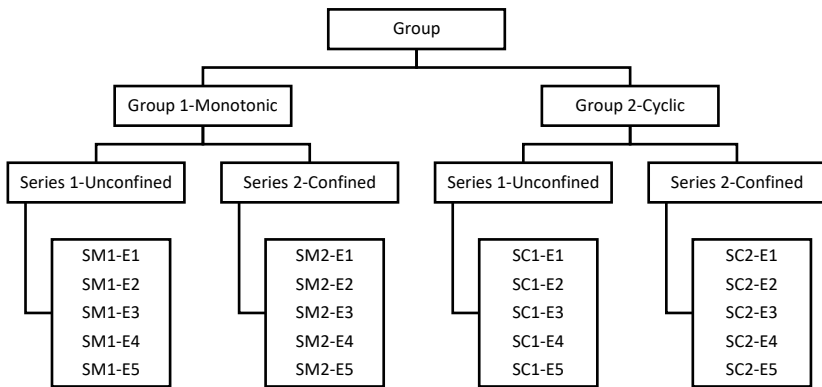 Group
Group 1-Monotonic
Group 2-Cyclic
Series 1-Unconfined
Series 2-Confined
Series 1-Unconfined
Series 2-Confined
SM1-E1
SM1-E2
SM1-E3
SM1-E4
SM1-E5
SM2-E1
SM2-E2
SM2-E3
SM2-E4
SM2-E5
SC1-E1
SC1-E2
SC1-E3
SC1-E4
SC1-E5
SC2-E1
SC2-E2
SC2-E3
SC2-E4
SC2-E5